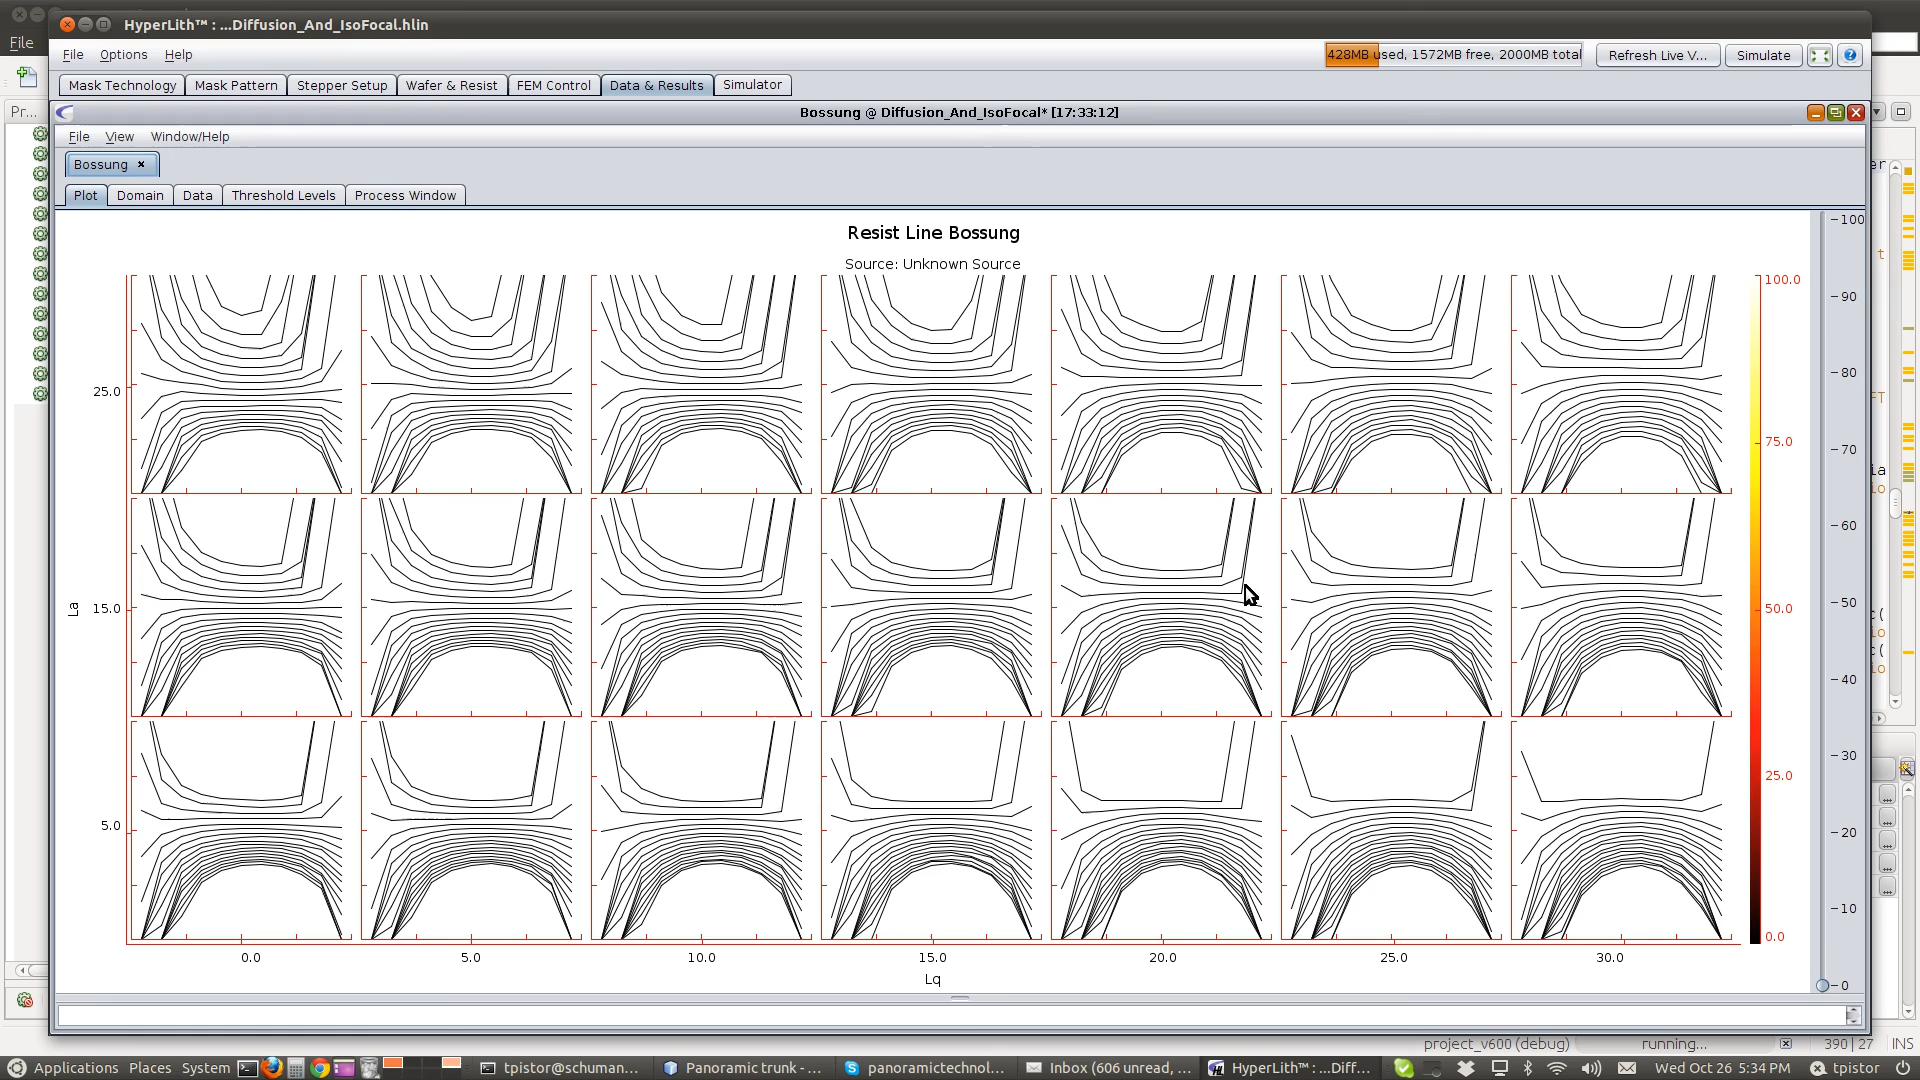 HyperLith™ : ...Diffusion_And_IsoFocal.hlin
File
File Options Help
428MB used, 1572MB free, 2000MB total
Refresh Live V... Simulate
Mask Technology Mask Pattern Stepper Setup Wafer & Resist FEM Control Data & Results Simulator
Pr...
Bossung @ Diffusion_And_IsoFocal* [17:33:12]
File View Window/Help
Bossung
Plot Domain Data Threshold Levels Process Window
Resist Line Bossung
Source: Unknown Source
25.0
15.0
5.0
La
0.0 5.0 10.0 15.0 20.0 25.0 30.0
Lq
100.0
75.0
50.0
25.0
0.0
100
90
80
70
60
50
40
30
20
10
0
project_v600 (debug) running... 390 | 27 INS
Applications Places System tpistor@schuman... Panoramic trunk - ... panoramictechnol... Inbox (606 unread, ... HyperLith™ : ...Diff... Wed Oct 26 5:34 PM tpistor